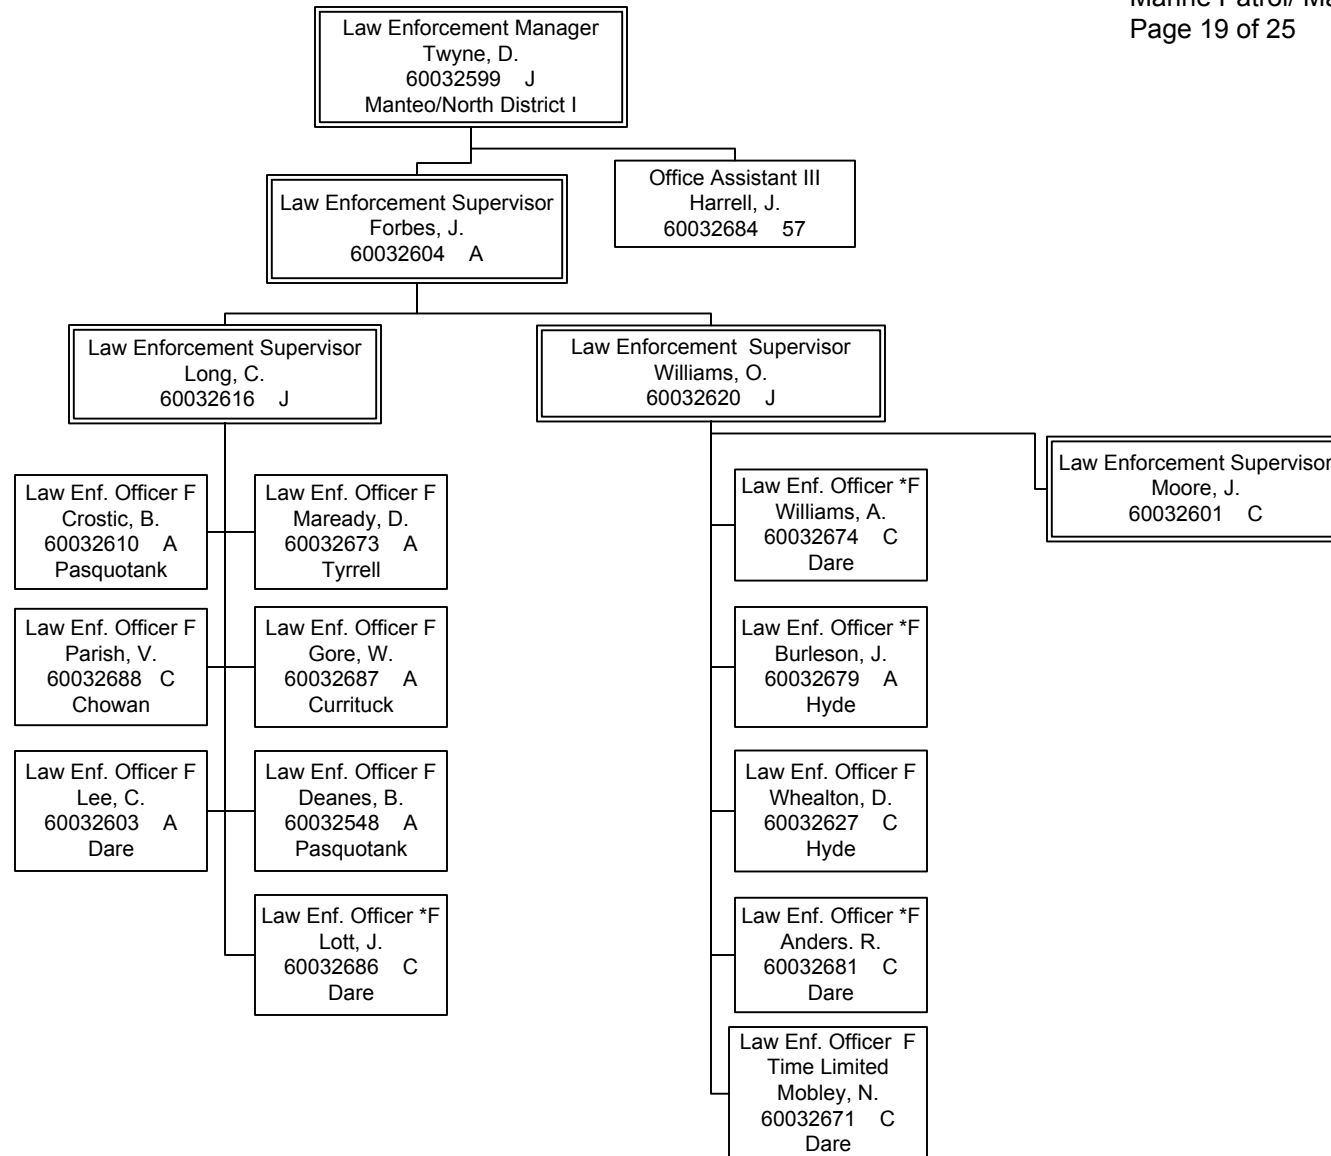 Page 19 of 25
Law Enforcement Manager
Twyne, D.
60032599 J
Manteo/North District I
Law Enforcement Supervisor
Forbes, J.
60032604 A
Office Assistant III
Harrell, J.
60032684 57
Law Enforcement Supervisor
Long, C.
60032616 J
Law Enforcement Supervisor
Williams, O.
60032620 J
Law Enforcement Supervisor
Moore, J.
60032601 C
Law Enf. Officer F
Crostic, B.
60032610 A
Pasquotank
Law Enf. Officer F
Maready, D.
60032673 A
Tyrrell
Law Enf. Officer *F
Williams, A.
60032674 C
Dare
Law Enf. Officer F
Parish, V.
60032688 C
Chowan
Law Enf. Officer F
Gore, W.
60032687 A
Currituck
Law Enf. Officer *F
Burleson, J.
60032679 A
Hyde
Law Enf. Officer F
Lee, C.
60032603 A
Dare
Law Enf. Officer F
Deanes, B.
60032548 A
Pasquotank
Law Enf. Officer F
Whealton, D.
60032627 C
Hyde
Law Enf. Officer *F
Lott, J.
60032686 C
Dare
Law Enf. Officer *F
Anders. R.
60032681 C
Dare
Law Enf. Officer F
Time Limited
Mobley, N.
60032671 C
Dare